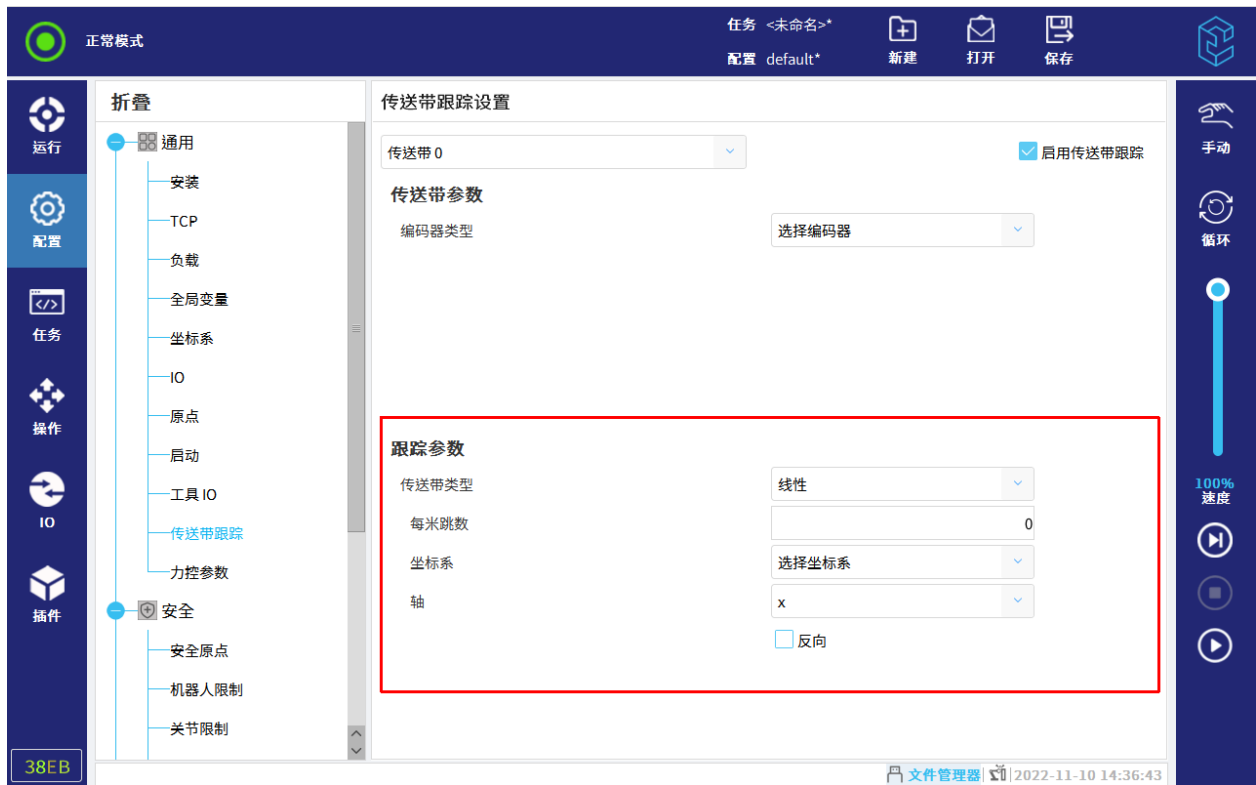 正常模式
任务 <未命名>*
配置 default*
新建
打开
保存
运行
配置
任务
操作
IO
插件
38EB
折叠
通用
安装
TCP
负载
全局变量
坐标系
IO
原点
启动
工具 IO
传送带跟踪
力控参数
安全
安全原点
机器人限制
关节限制
传送带跟踪设置
传送带 0
启用传送带跟踪
传送带参数
编码器类型 选择编码器
跟踪参数
传送带类型 线性
每米跳数 0
坐标系 选择坐标系
轴 x
反向
手动
循环
100%
速度
文件管理器 2022-11-10 14:36:43